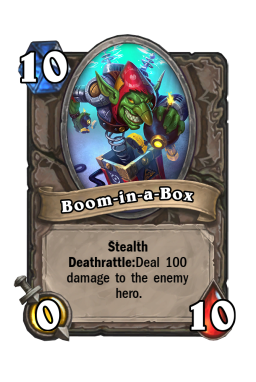 10
Boom-in-a-Box
Stealth
Deathrattle:Deal 100
damage to the enemy
hero.
0
10